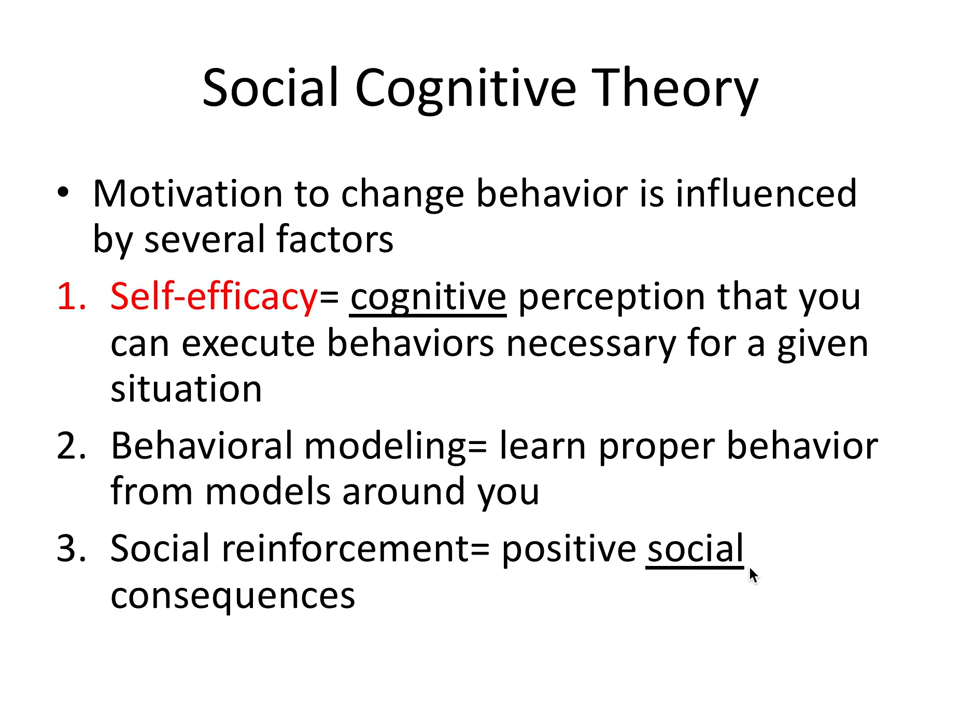 Social Cognitive Theory
• Motivation to change behavior is influenced
by several factors
1. Self-efficacy= cognitive perception that you
can execute behaviors necessary for a given
situation
2. Behavioral modeling= learn proper behavior
from models around you
3. Social reinforcement= positive social
consequences